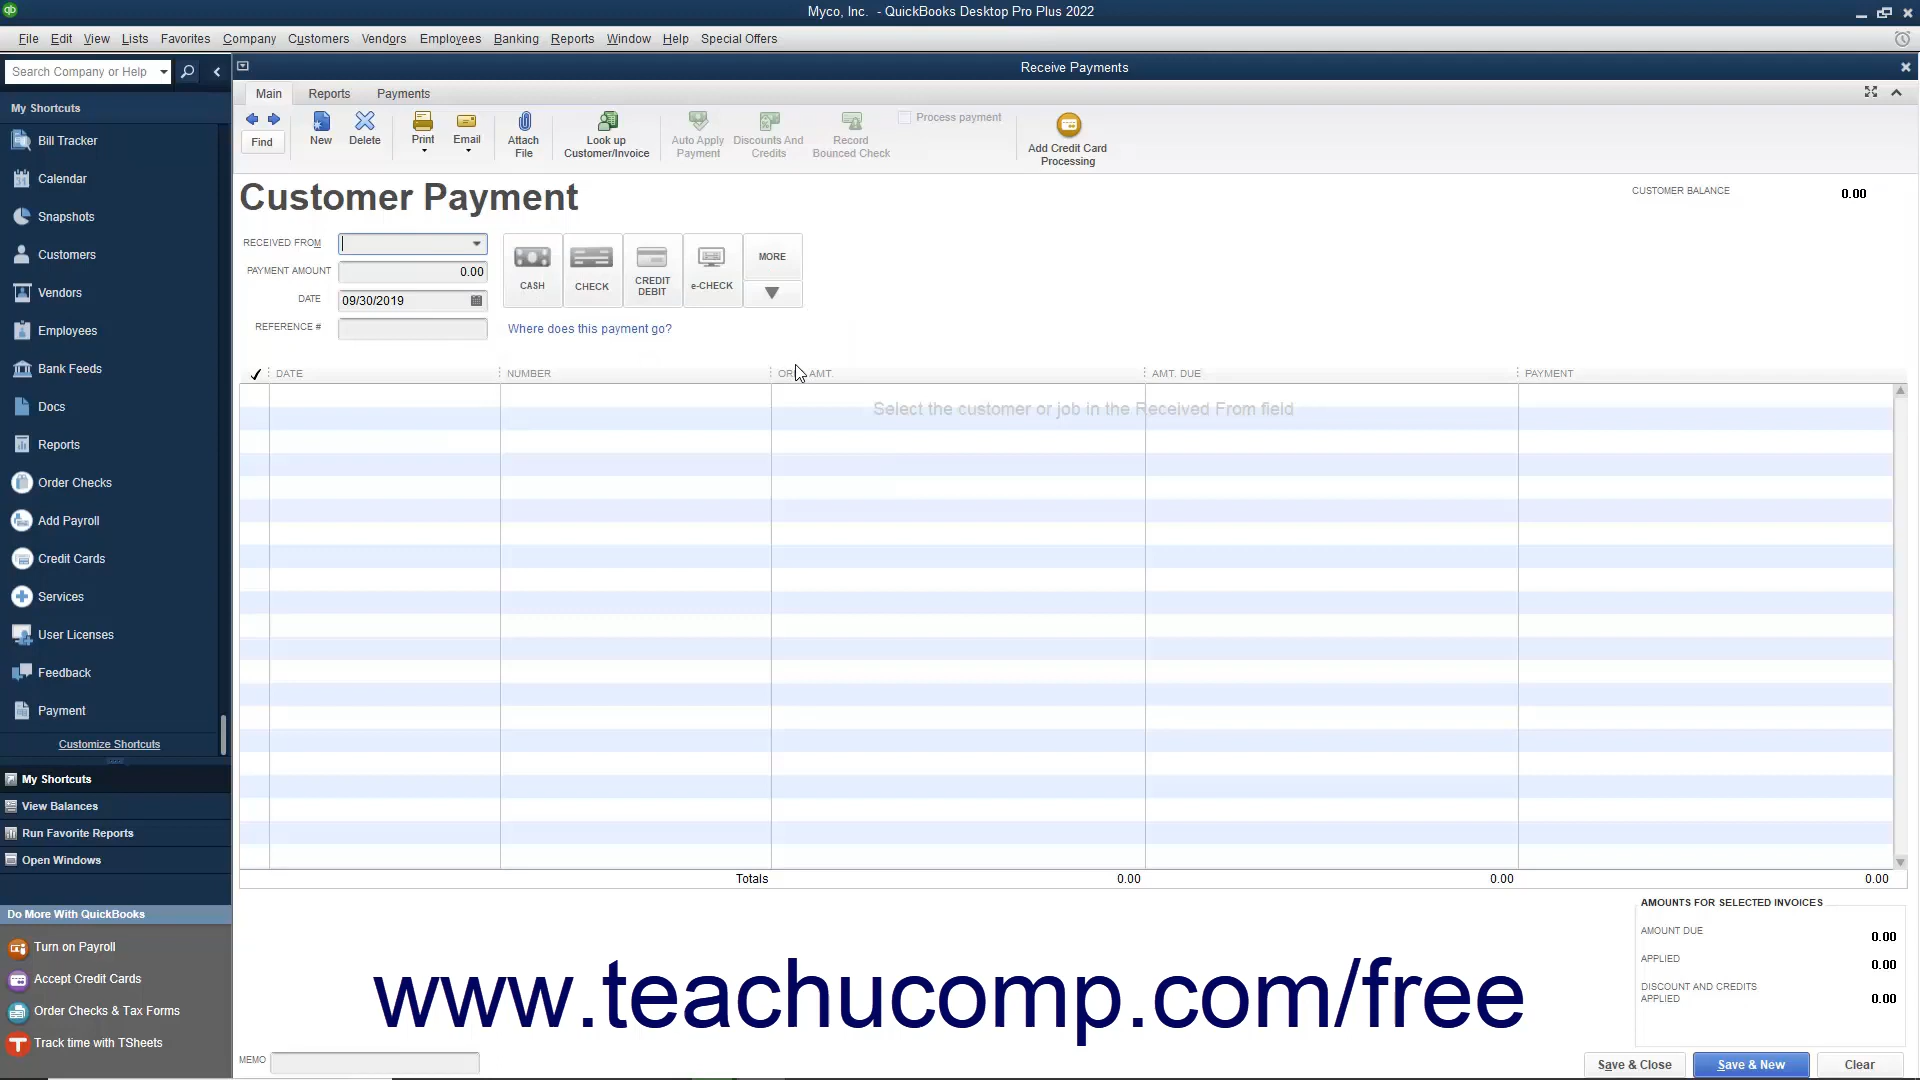 Myco, Inc. - QuickBooks Desktop Pro Plus 2022
File Edit View Lists Favorites Company Customers Vendors Employees Banking Reports Window Help Special Offers
Search Company or Help
Receive Payments
My Shortcuts
Bill Tracker
Calendar
Snapshots
Customers
Vendors
Employees
Bank Feeds
Docs
Reports
Order Checks
Add Payroll
Credit Cards
Services
User Licenses
Feedback
Payment
Customize Shortcuts
My Shortcuts
View Balances
Run Favorite Reports
Open Windows
Do More With QuickBooks
Turn on Payroll
Accept Credit Cards
Order Checks & Tax Forms
Track time with TSheets
Main Reports Payments
Find
New
Delete
Print
Email
Attach
File
Look up
Customer/Invoice
Auto Apply
Payment
Discounts And
Credits
Record
Bounced Check
Process payment
Add Credit Card
Processing
Customer Payment
CUSTOMER BALANCE 0.00
RECEIVED FROM
PAYMENT AMOUNT 0.00
DATE 09/30/2019
REFERENCE #
CASH
CHECK
CREDIT
DEBIT
e-CHECK
MORE
Where does this payment go?
DATE NUMBER AMT. AMT. DUE PAYMENT
Select the customer or job in the Received From field
Totals 0.00 0.00 0.00
AMOUNTS FOR SELECTED INVOICES
AMOUNT DUE 0.00
APPLIED 0.00
DISCOUNT AND CREDITS
APPLIED 0.00
www.teachucomp.com/free
MEMO
Save & Close Save & New Clear